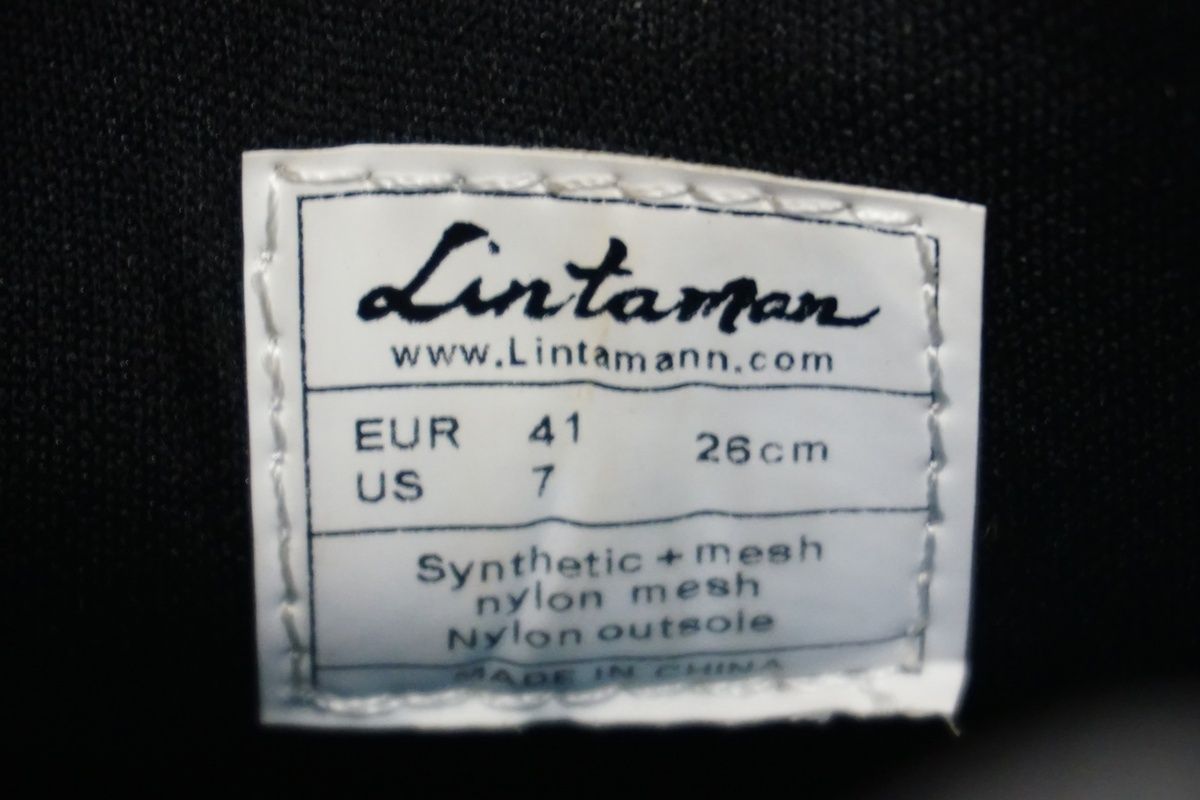 Lintaman
www.Lintamann.com
EUR 41 26cm
US 7
Synthetic + mesh
nylon mesh
Nylon outsole
MADE IN CHINA